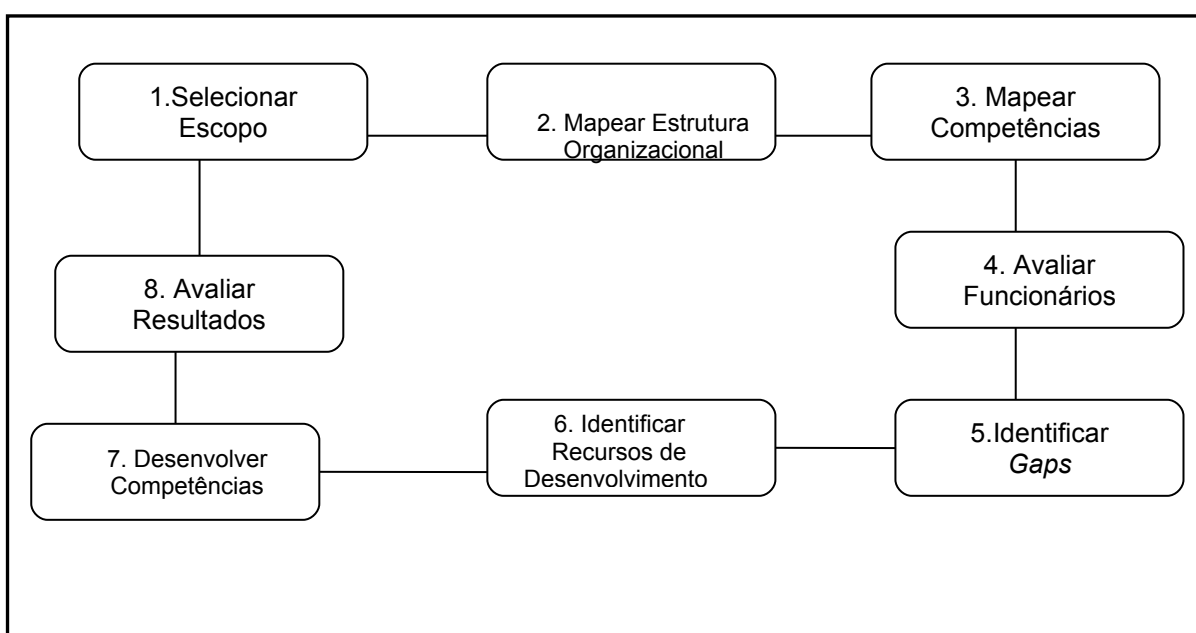 1.Selecionar
Escopo
2. Mapear Estrutura
Organizacional
3. Mapear
Competências
4. Avaliar
Funcionários
5.Identificar
Gaps
6. Identificar
Recursos de
Desenvolvimento
7. Desenvolver
Competências
8. Avaliar
Resultados